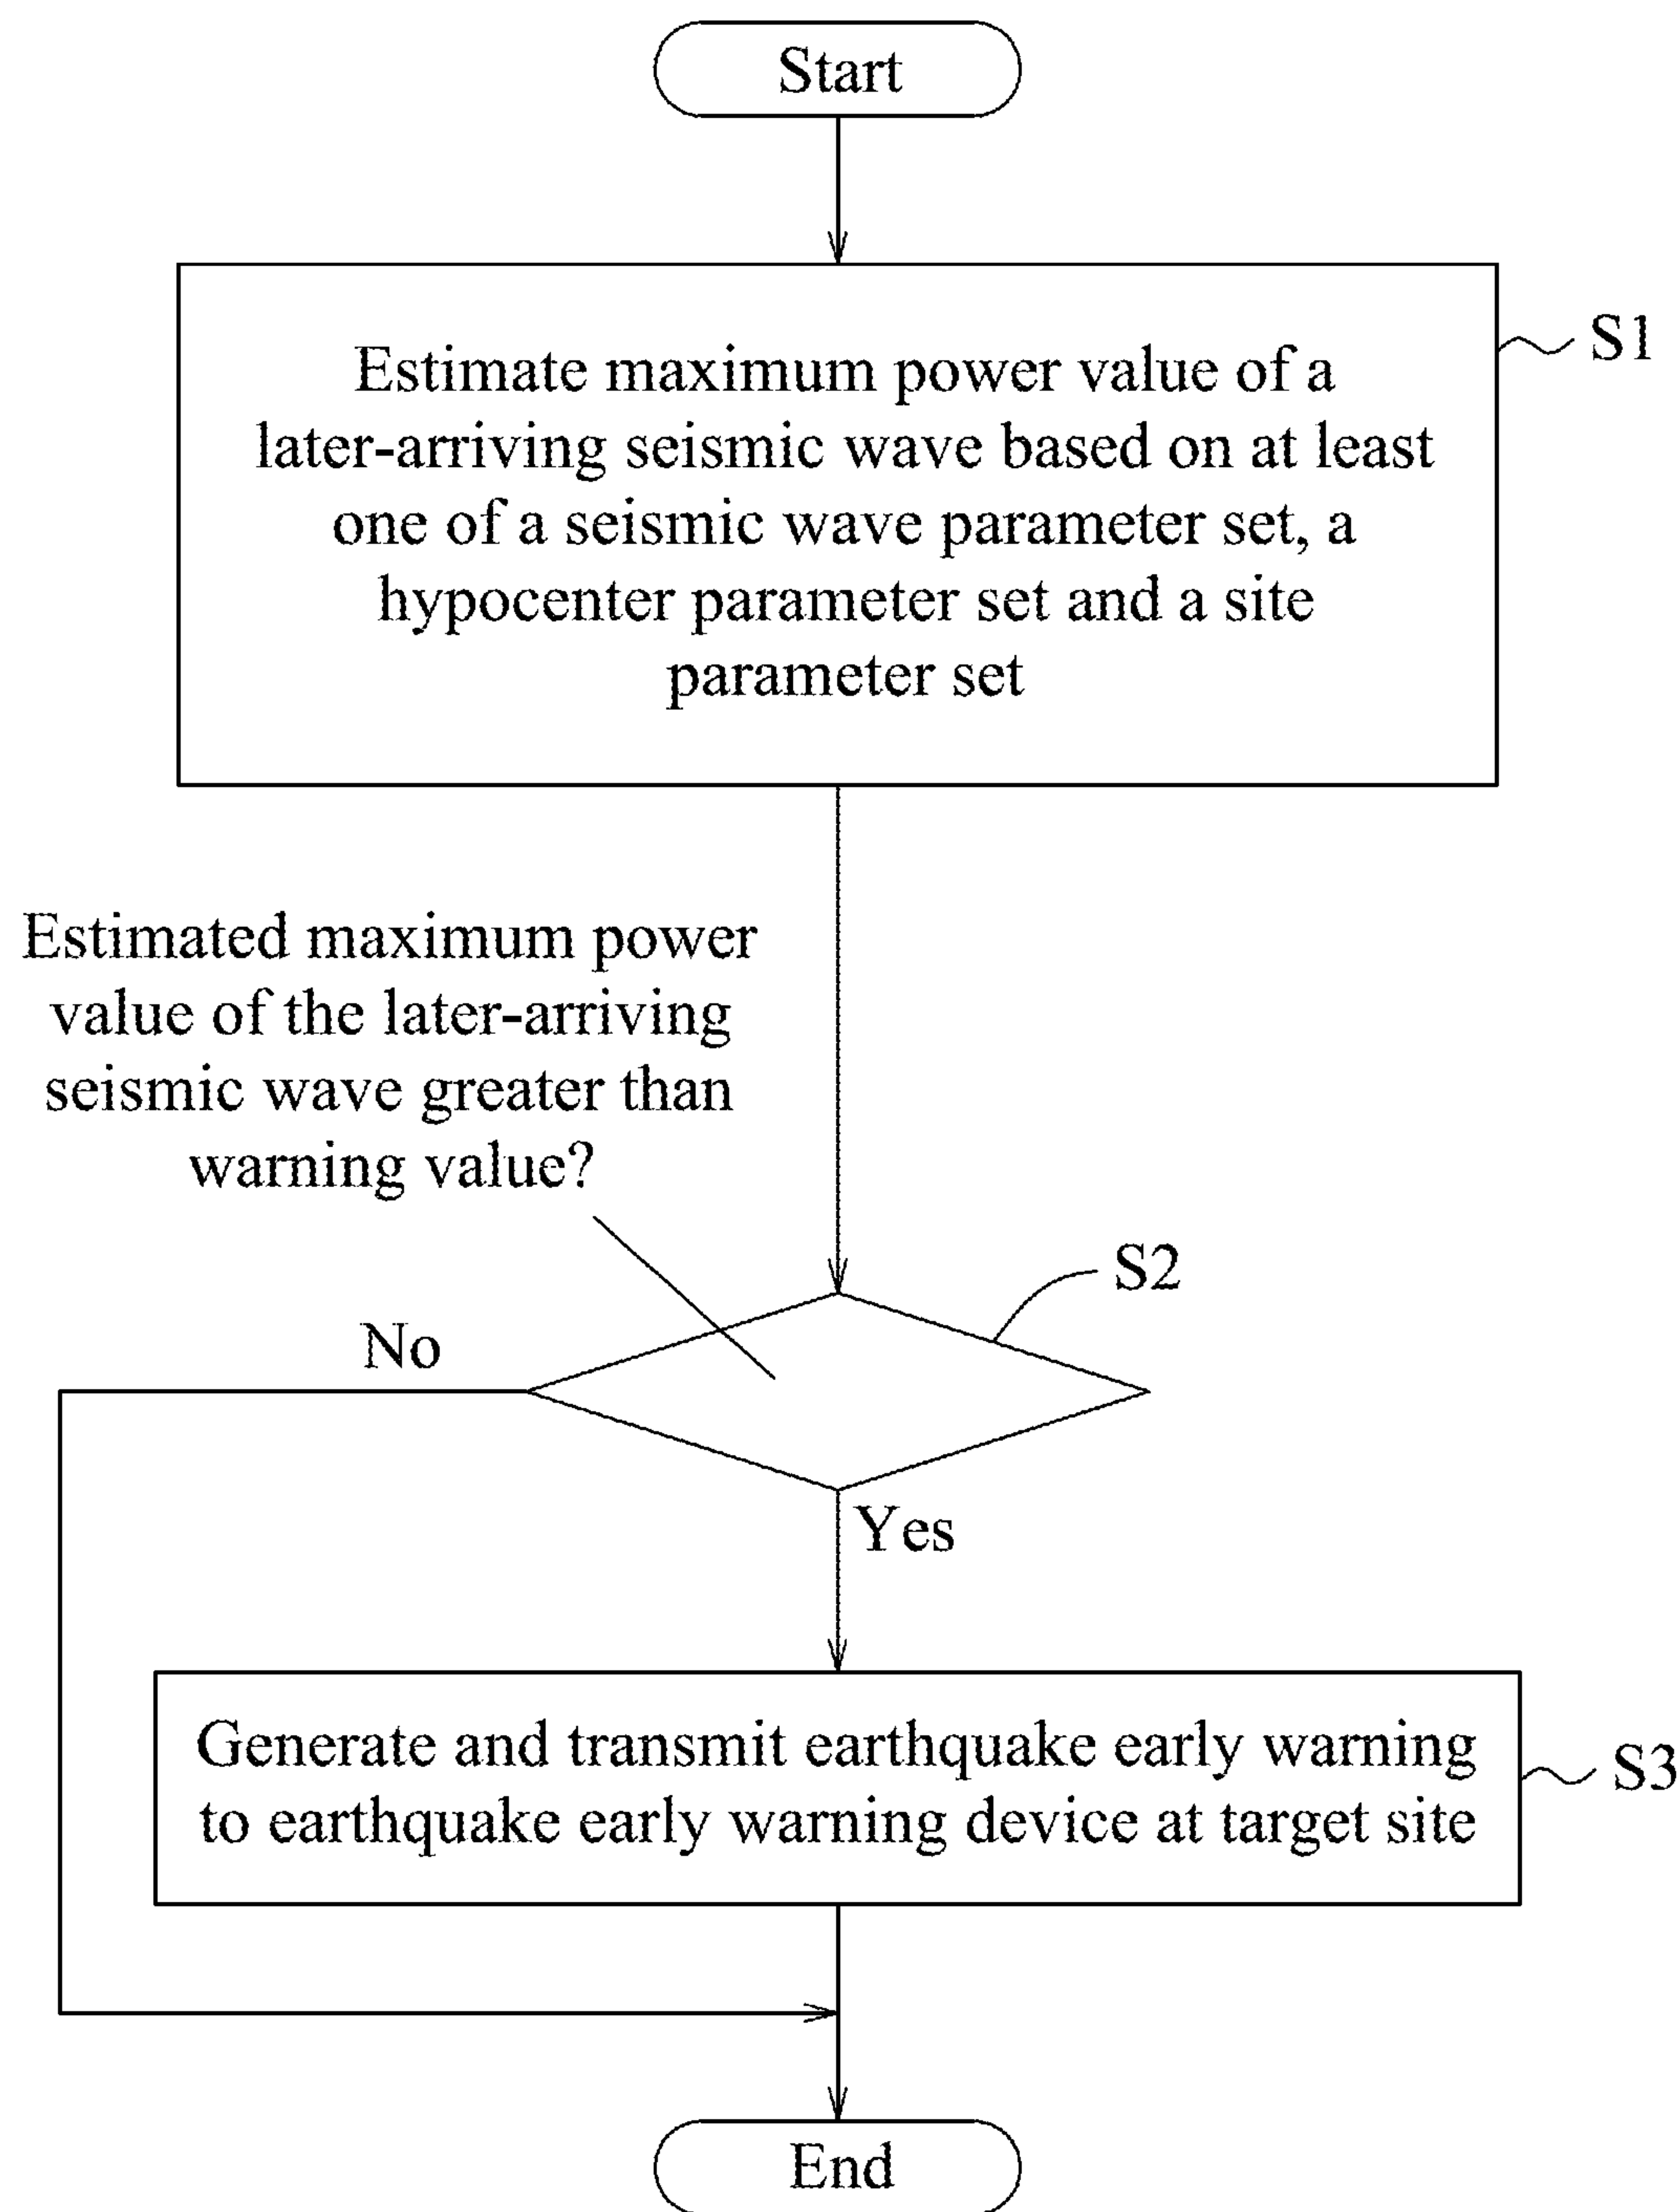 Start
Estimate maximum power value of a
later-arriving seismic wave based on at least
one of a seismic wave parameter set, a
hypocenter parameter set and a site
parameter set
S1
Estimated maximum power
value of the later-arriving
seismic wave greater than
warning value?
S2
No
Yes
Generate and transmit earthquake early warning
to earthquake early warning device at target site
S3
End